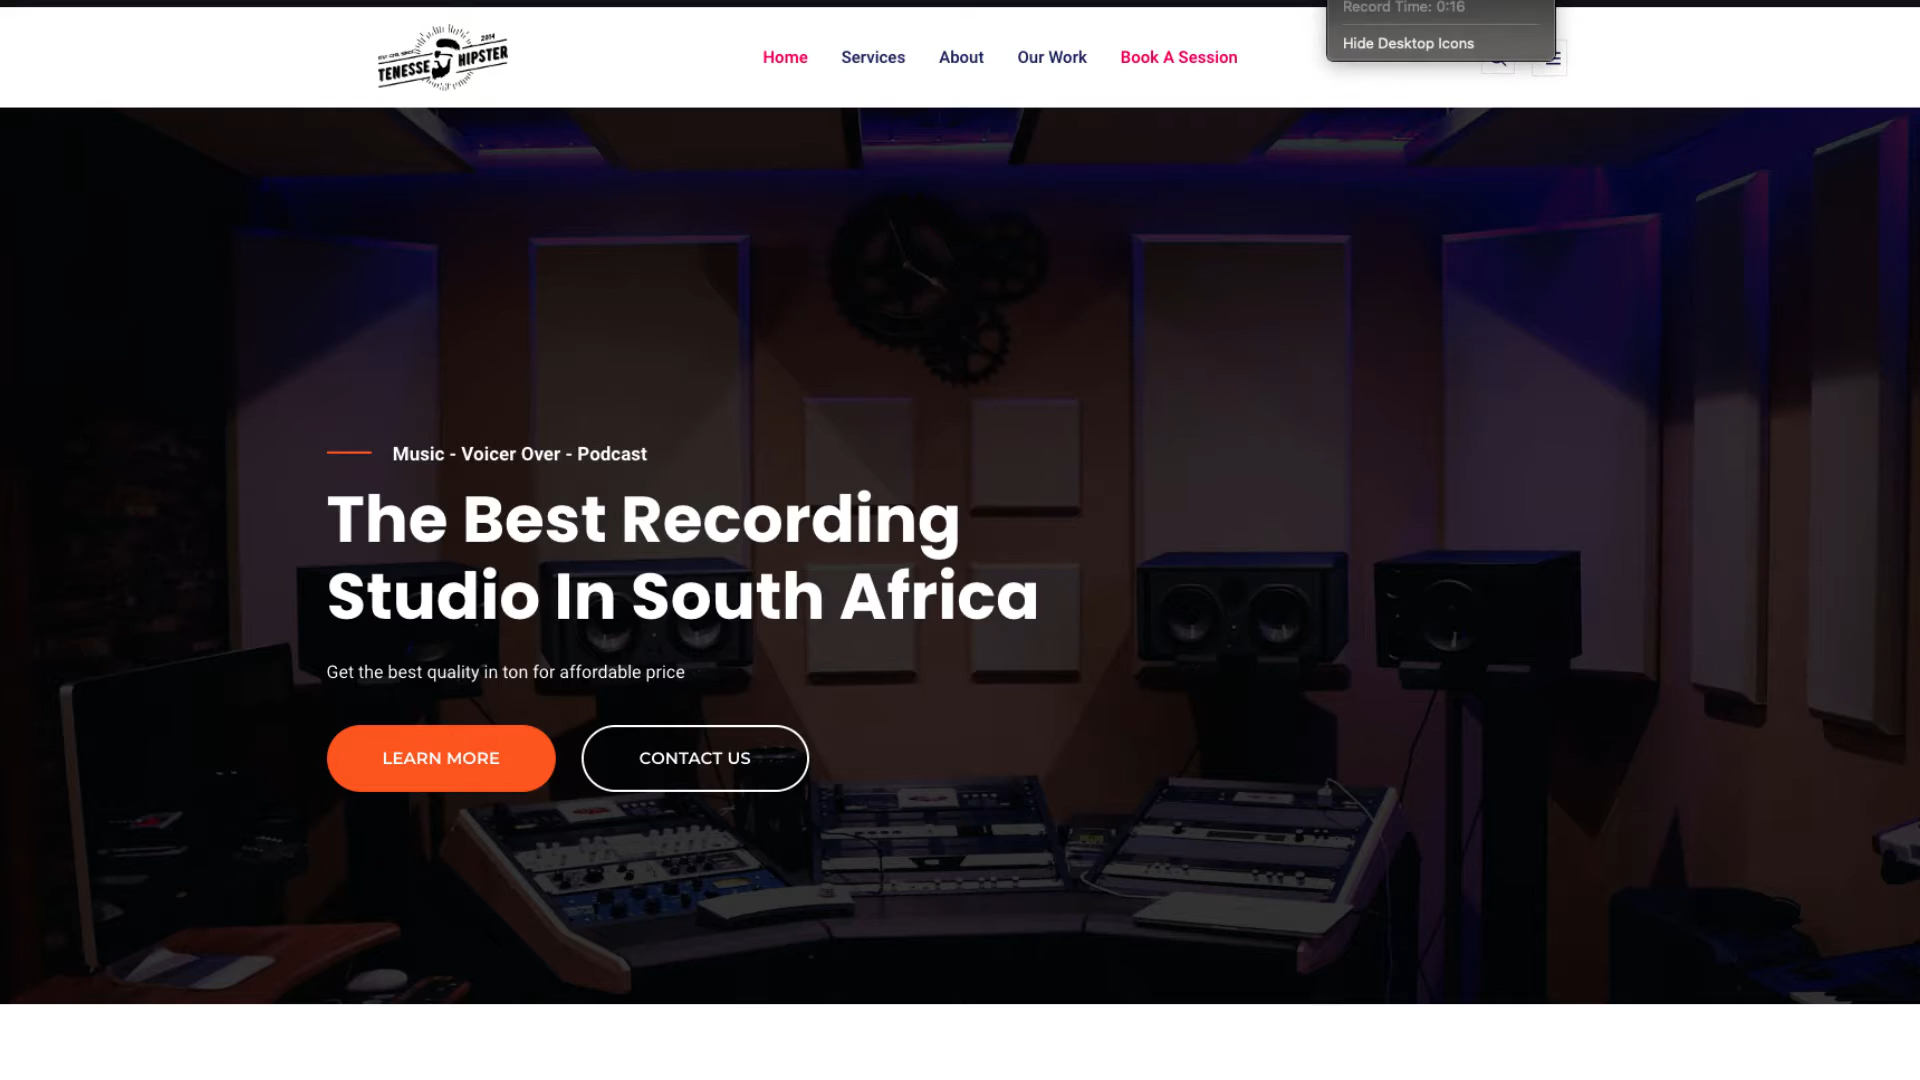 Record Time: 0:16
Hide Desktop Icons
2014
TENESSE HIPSTER
Home
Services
About
Our Work
Book A Session
Music - Voicer Over - Podcast
The Best Recording
Studio In South Africa
Get the best quality in ton for affordable price
LEARN MORE
CONTACT US